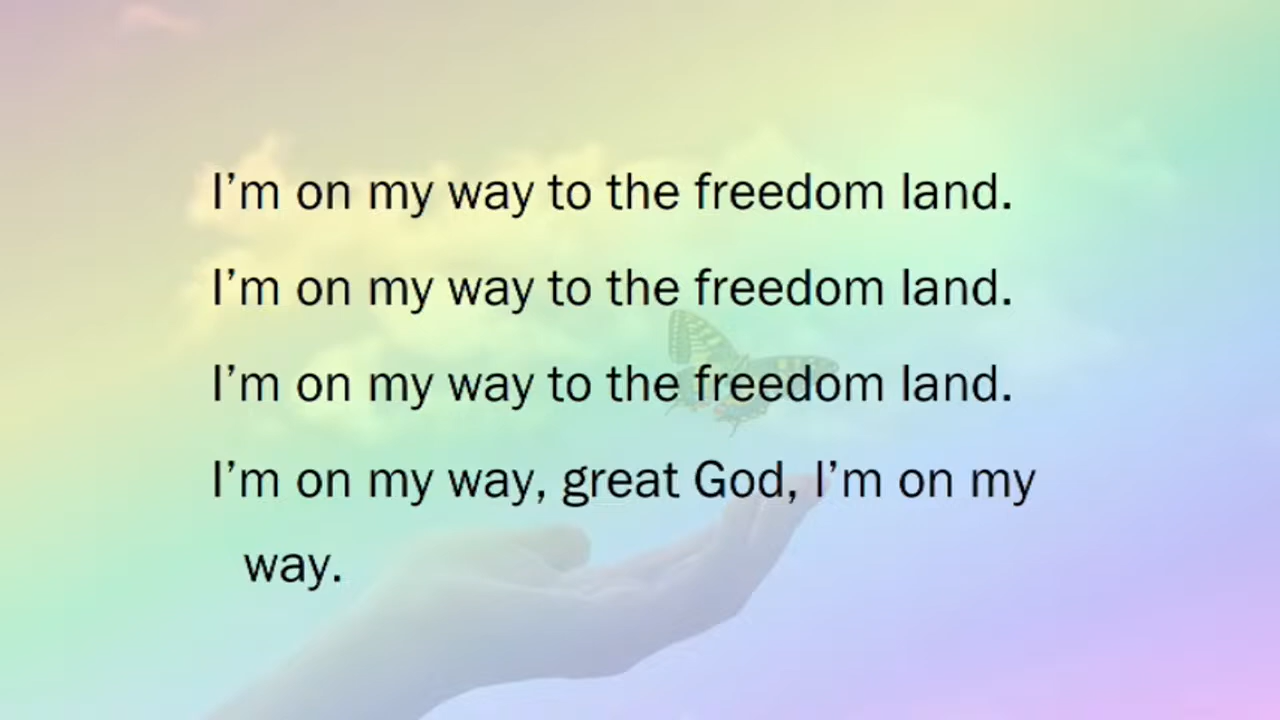 I’m on my way to the freedom land.
I’m on my way to the freedom land.
I’m on my way to the freedom land.
I’m on my way, great God, I’m on my
way.